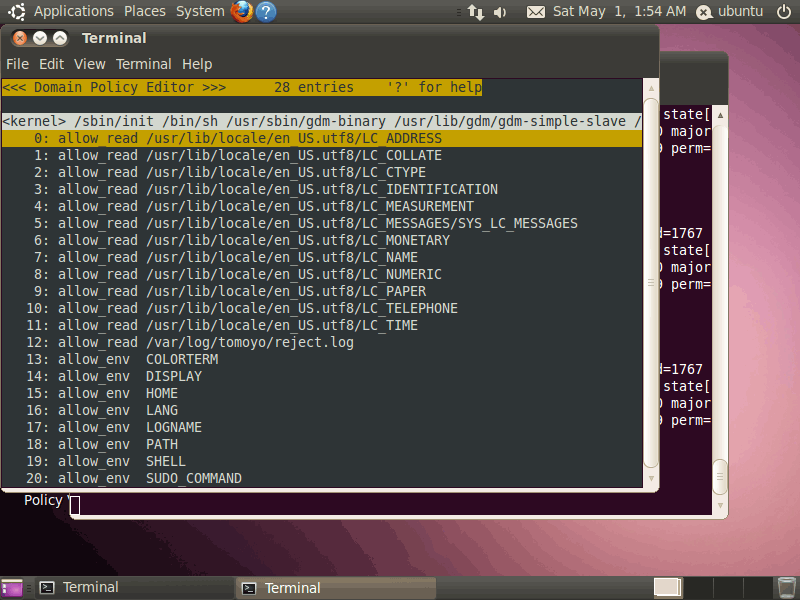 Applications Places System
Sat May 1, 1:54 AM ubuntu
Terminal
File Edit View Terminal Help
<<< Domain Policy Editor >>>      28 entries    '?' for help
<kernel> /sbin/init /bin/sh /usr/sbin/gdm-binary /usr/lib/gdm/gdm-simple-slave /
0: allow_read /usr/lib/locale/en_US.utf8/LC_ADDRESS
1: allow_read /usr/lib/locale/en_US.utf8/LC_COLLATE
2: allow_read /usr/lib/locale/en_US.utf8/LC_CTYPE
3: allow_read /usr/lib/locale/en_US.utf8/LC_IDENTIFICATION
4: allow_read /usr/lib/locale/en_US.utf8/LC_MEASUREMENT
5: allow_read /usr/lib/locale/en_US.utf8/LC_MESSAGES/SYS_LC_MESSAGES
6: allow_read /usr/lib/locale/en_US.utf8/LC_MONETARY
7: allow_read /usr/lib/locale/en_US.utf8/LC_NAME
8: allow_read /usr/lib/locale/en_US.utf8/LC_NUMERIC
9: allow_read /usr/lib/locale/en_US.utf8/LC_PAPER
10: allow_read /usr/lib/locale/en_US.utf8/LC_TELEPHONE
11: allow_read /usr/lib/locale/en_US.utf8/LC_TIME
12: allow_read /var/log/tomoyo/reject.log
13: allow_env  COLORTERM
14: allow_env  DISPLAY
15: allow_env  HOME
16: allow_env  LANG
17: allow_env  LOGNAME
18: allow_env  PATH
19: allow_env  SHELL
20: allow_env  SUDO_COMMAND
state[
major
perm=
d=1767
state[
major
perm=
d=1767
state[
major
perm=
Policy
Terminal
Terminal